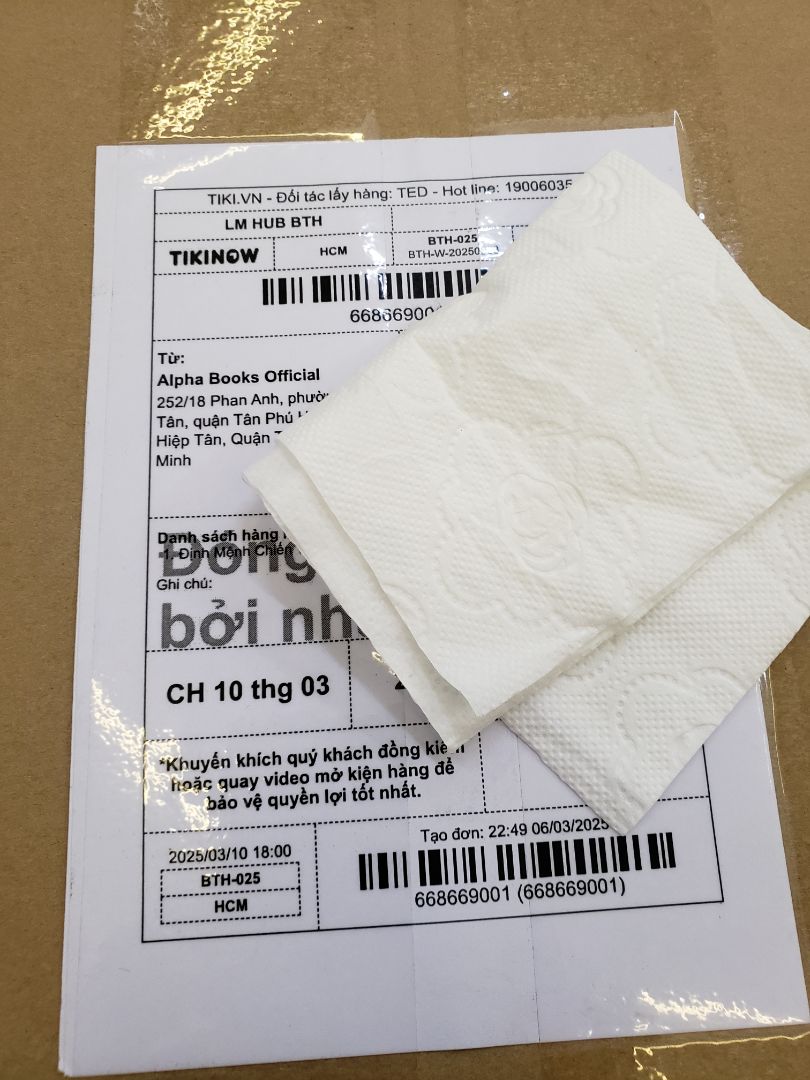 TIKI.VN - Đối tác lấy hàng: TED - Hot line: 19006035
LM HUB BTH
TIKINOW
HCM
BTH-025
BTH-W-20250
668669001
Từ:
Alpha Books Official
252/18 Phan Anh,
Tân, quận Tân Phú
Hiệp Tân, Quận
Minh
Danh sách hàng
1. Định Mệnh Chiến
Đóng
Ghi chú:
bởi
CH 10 thg 03
*Khuyến khích quý khách đồng kiểm
hoặc quay video mở kiện hàng để
bảo vệ quyền lợi tốt nhất.
Tạo đơn: 22:49 06/03/2025
2025/03/10 18:00
BTH-025
HCM
668669001 (668669001)